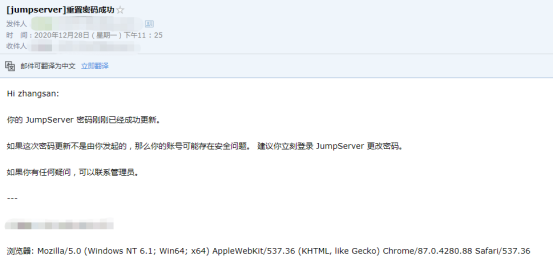 [jumpserver]重置密码成功☆
发件人
时 间：2020年12月28日（星期一）下午11：25
收件人
邮件可翻译为中文 立即翻译
Hi zhangsan:
你的 JumpServer 密码刚刚已经成功更新。
如果这次密码更新不是由你发起的，那么你的账号可能存在安全问题。 建议你立刻登录 JumpServer 更改密码。
如果你有任何疑问，可以联系管理员。
---
浏览器: Mozilla/5.0 (Windows NT 6.1; Win64; x64) AppleWebKit/537.36 (KHTML, like Gecko) Chrome/87.0.4280.88 Safari/537.36